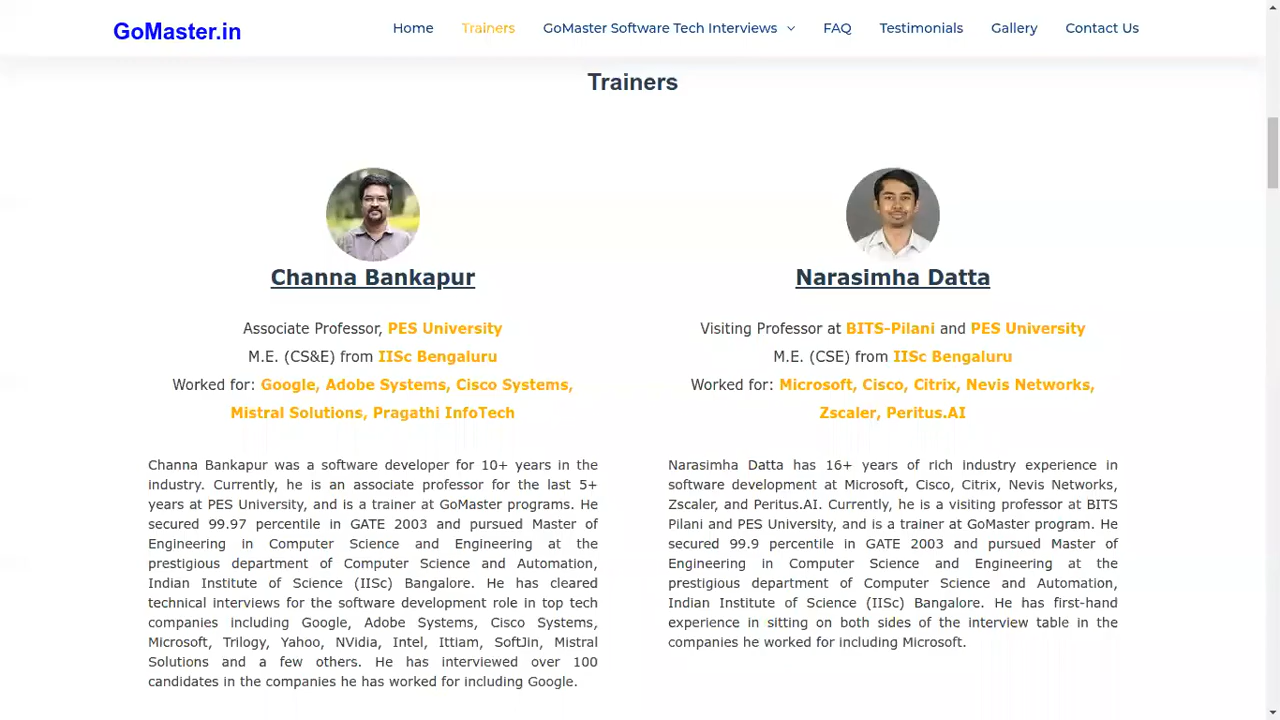 GoMaster.in
Home Trainers GoMaster Software Tech Interviews FAQ Testimonials Gallery Contact Us
Trainers
Channa Bankapur
Associate Professor, PES University
M.E. (CS&E) from IISc Bengaluru
Worked for: Google, Adobe Systems, Cisco Systems,
Mistral Solutions, Pragathi InfoTech
Channa Bankapur was a software developer for 10+ years in the
industry. Currently, he is an associate professor for the last 5+
years at PES University, and is a trainer at GoMaster programs. He
secured 99.97 percentile in GATE 2003 and pursued Master of
Engineering in Computer Science and Engineering at the
prestigious department of Computer Science and Automation,
Indian Institute of Science (IISc) Bangalore. He has cleared
technical interviews for the software development role in top tech
companies including Google, Adobe Systems, Cisco Systems,
Microsoft, Trilogy, Yahoo, NVidia, Intel, Ittiam, SoftJin, Mistral
Solutions and a few others. He has interviewed over 100
candidates in the companies he has worked for including Google.
Narasimha Datta
Visiting Professor at BITS-Pilani and PES University
M.E. (CSE) from IISc Bengaluru
Worked for: Microsoft, Cisco, Citrix, Nevis Networks,
Zscaler, Peritus.AI
Narasimha Datta has 16+ years of rich industry experience in
software development at Microsoft, Cisco, Citrix, Nevis Networks,
Zscaler, and Peritus.AI. Currently, he is a visiting professor at BITS
Pilani and PES University, and is a trainer at GoMaster program. He
secured 99.9 percentile in GATE 2003 and pursued Master of
Engineering in Computer Science and Engineering at the
prestigious department of Computer Science and Automation,
Indian Institute of Science (IISc) Bangalore. He has first-hand
experience in sitting on both sides of the interview table in the
companies he worked for including Microsoft.